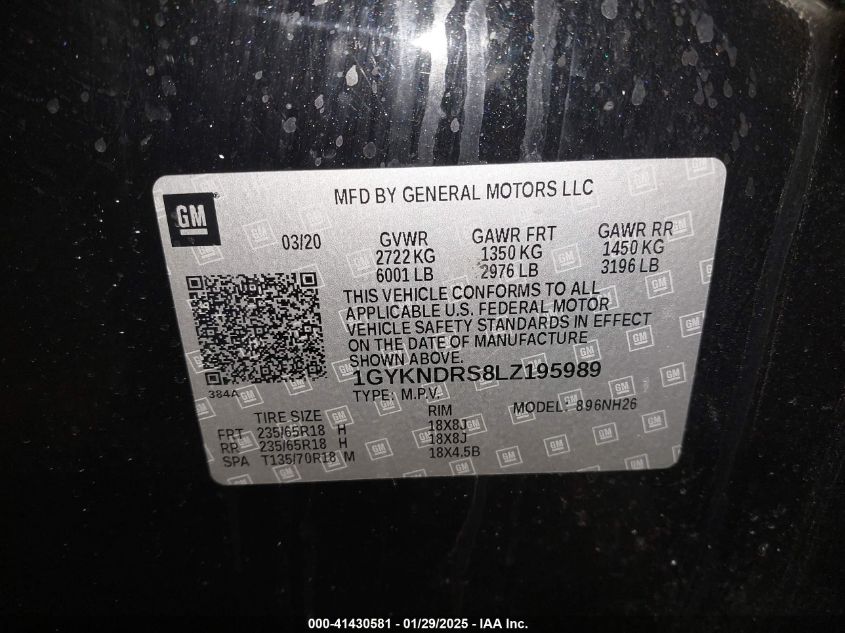 GM
MFD BY GENERAL MOTORS LLC
03/20
GVWR GAWR FRT GAWR RR
2722 KG 1350 KG 1450 KG
6001 LB 2976 LB 3196 LB
THIS VEHICLE CONFORMS TO ALL
APPLICABLE U.S. FEDERAL MOTOR
VEHICLE SAFETY STANDARDS IN EFFECT
ON THE DATE OF MANUFACTURE
SHOWN ABOVE.
384A
1GYKNDRS8LZ195989
TYPE: M.P.V. MODEL: 896NH26
TIRE SIZE RIM
FRT 235/65R18 H 18X8J
RR 235/65R18 H 18X8J
SPA T135/70R18 M 18X4.5B
000-41430581 - 01/29/2025 - IAA Inc.